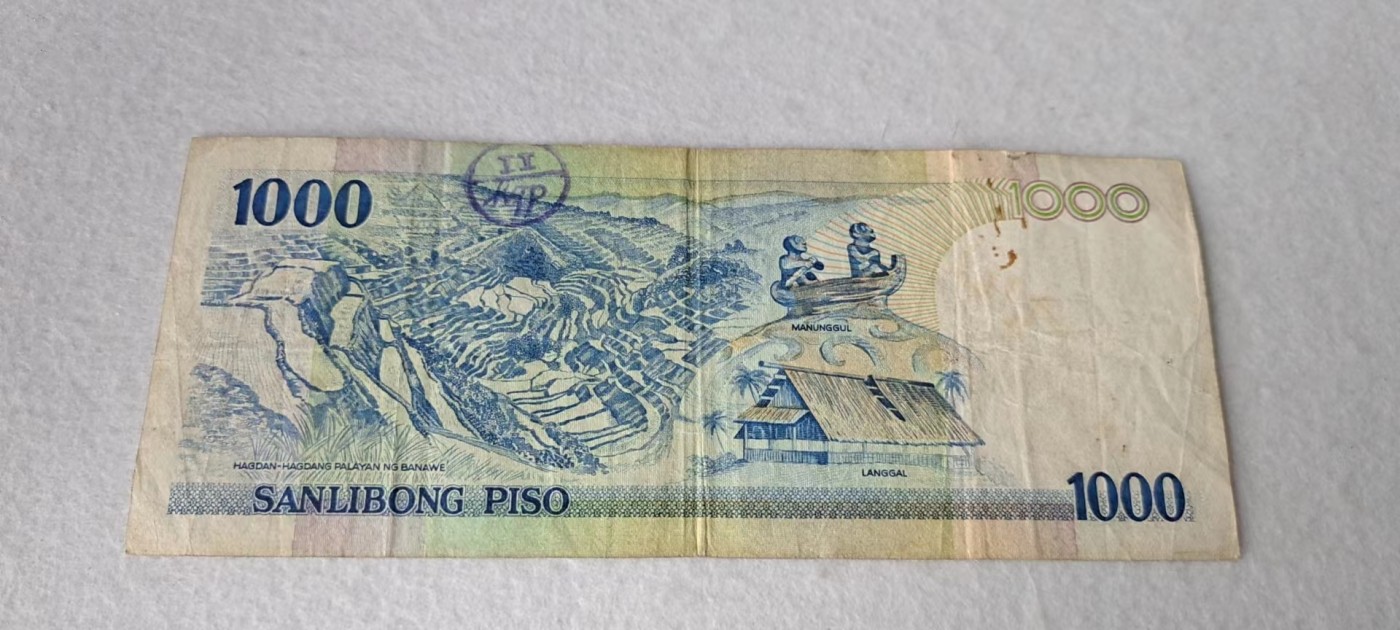 1000
1000
MANUNGGUL
HAGDAN-HAGDANG PALAYAN NG BANAWE
LANGGAL
SANLIBONG PISO
1000